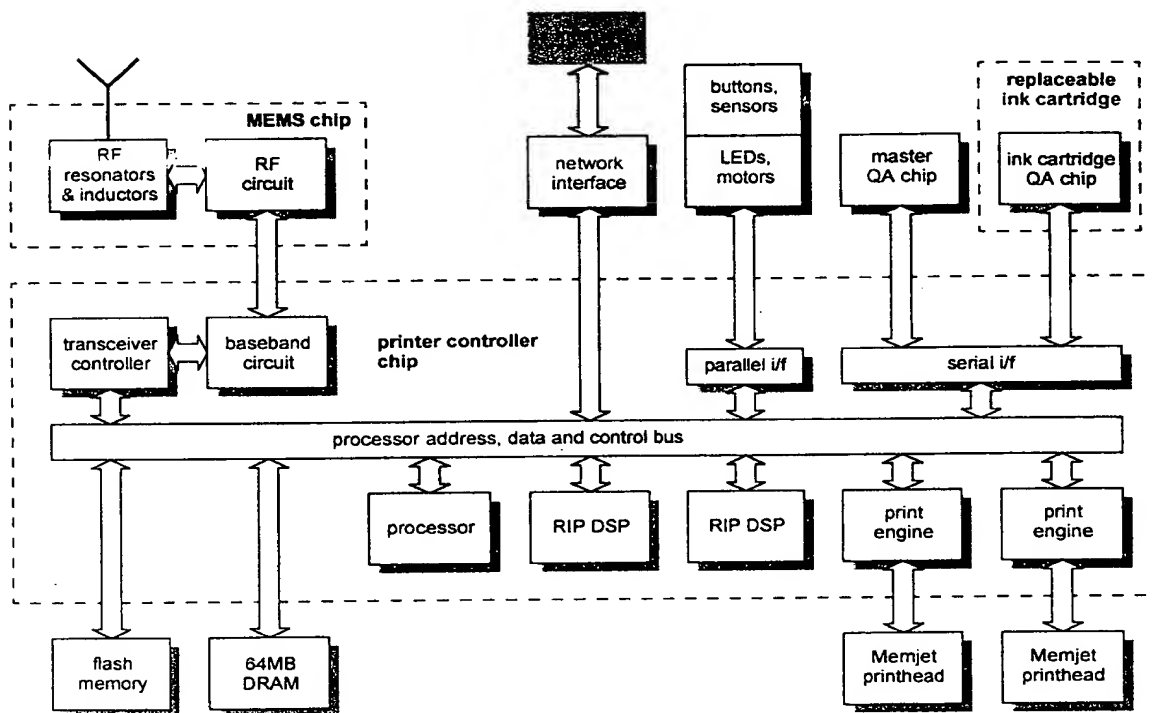 replaceable
ink cartridge
buttons,
sensors
MEMS chip
RF
resonators
& inductors
RF
circuit
network
interface
LEDs,
motors
master
QA chip
ink cartridge
QA chip
transceiver
controller
baseband
circuit
printer controller
chip
parallel i/f
serial i/f
processor address, data and control bus
processor
RIP DSP
RIP DSP
print
engine
print
engine
flash
memory
64MB
DRAM
Memjet
printhead
Memjet
printhead